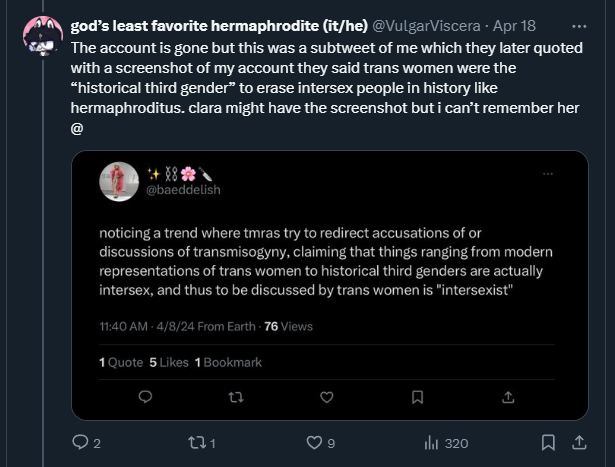 god's least favorite hermaphrodite (it/he) @VulgarViscera · Apr 18
The account is gone but this was a subtweet of me which they later quoted
with a screenshot of my account they said trans women were the
“historical third gender” to erase intersex people in history like
hermaphroditus. clara might have the screenshot but i can’t remember her
@
✨⛓️🌸🔪
@baeddelish
noticing a trend where tmras try to redirect accusations of or
discussions of transmisogyny, claiming that things ranging from modern
representations of trans women to historical third genders are actually
intersex, and thus to be discussed by trans women is "intersexist"
11:40 AM · 4/8/24 From Earth · 76 Views
1 Quote 5 Likes 1 Bookmark
2 1 9 320